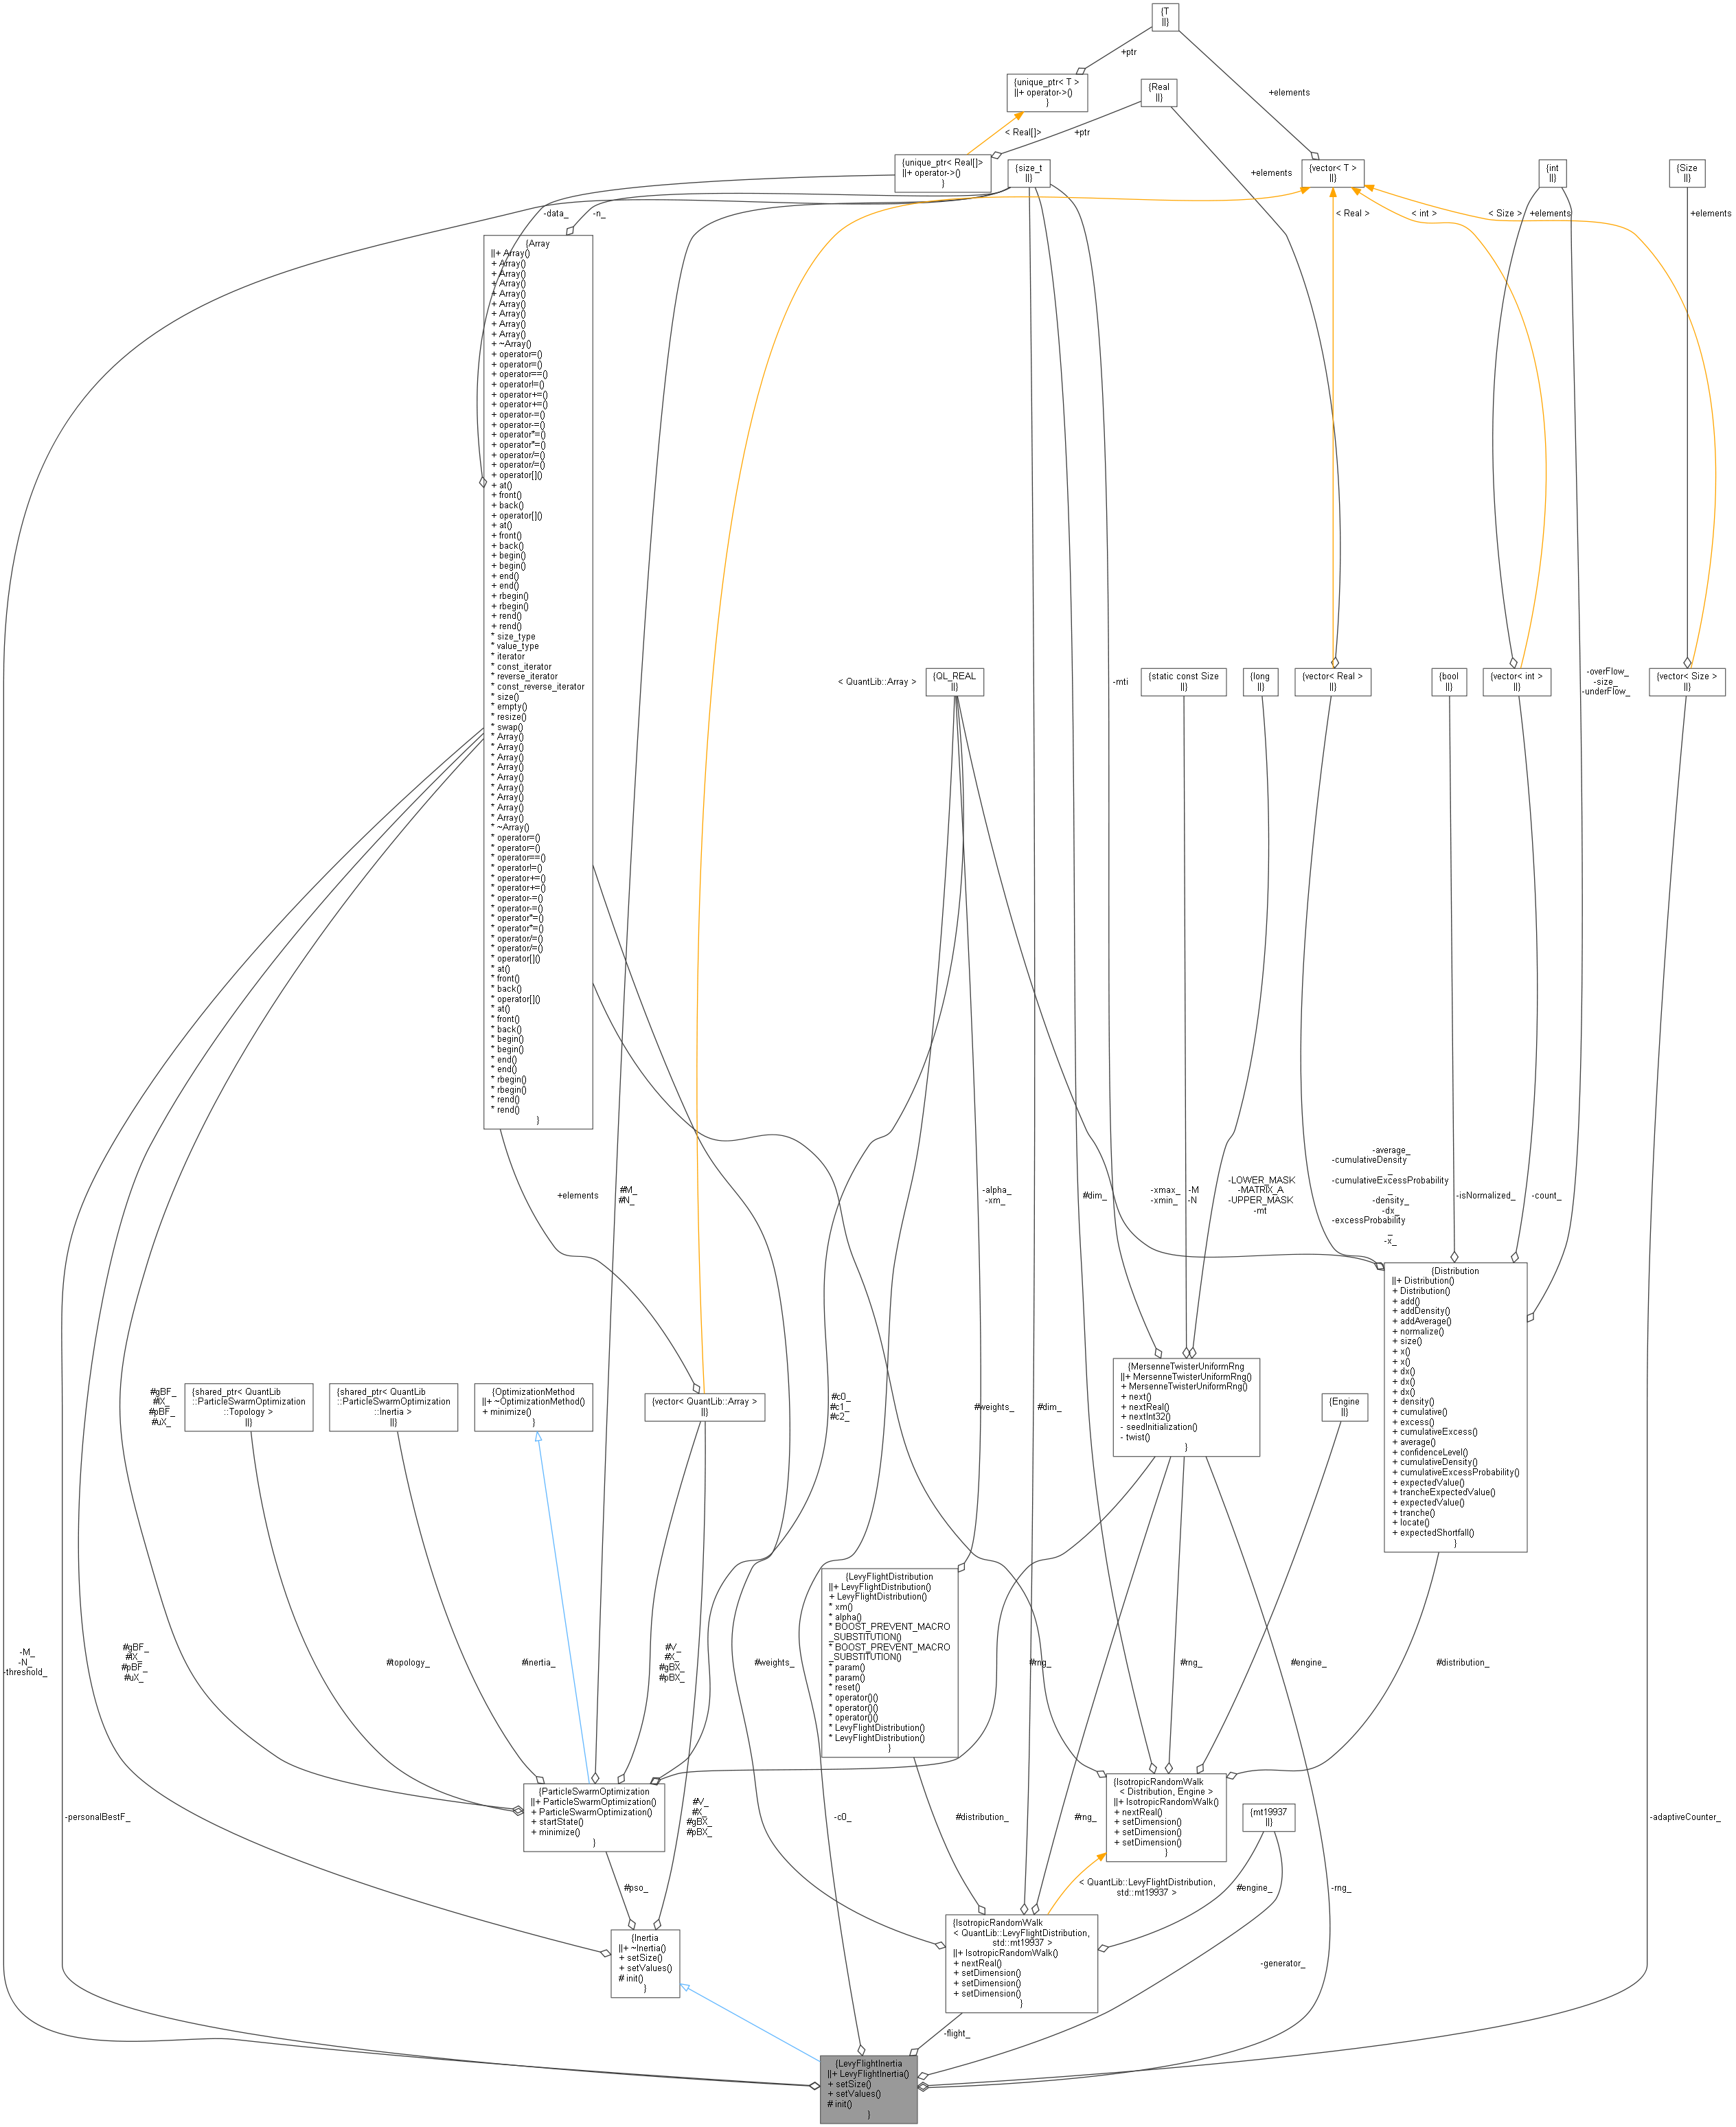 {T
||}
+ptr
{unique_ptr< T >
||+ operator->()
}
{Real
||}
+elements
< Real[]>
+ptr
{unique_ptr< Real[]>
||+ operator->()
}
{size_t
||}
+elements
{vector< T >
||}
{int
||}
{Size
||}
-data_
-n_
< Real >
< int >
< Size >
+elements
+elements
{Array
||+ Array()
+ Array()
+ Array()
+ Array()
+ Array()
+ Array()
+ Array()
+ Array()
+ Array()
+ ~Array()
+ operator=()
+ operator=()
+ operator==()
+ operator!=()
+ operator+=()
+ operator+=()
+ operator-=()
+ operator-=()
+ operator*=()
+ operator*=()
+ operator/=()
+ operator/=()
+ operator[]()
+ at()
+ front()
+ back()
+ operator[]()
+ at()
+ front()
+ back()
+ begin()
+ begin()
+ end()
+ end()
+ rbegin()
+ rbegin()
+ rend()
+ rend()
* size_type
* value_type
* iterator
* const_iterator
* reverse_iterator
* const_reverse_iterator
* size()
* empty()
* resize()
* swap()
* Array()
* Array()
* Array()
* Array()
* Array()
* Array()
* Array()
* Array()
* Array()
* ~Array()
* operator=()
* operator=()
* operator==()
* operator!=()
* operator+=()
* operator+=()
* operator-=()
* operator-=()
* operator*=()
* operator*=()
* operator/=()
* operator/=()
* operator[]()
* at()
* front()
* back()
* operator[]()
* at()
* front()
* back()
* begin()
* begin()
* end()
* end()
* rbegin()
* rbegin()
* rend()
* rend()
}
< QuantLib::Array >
{QL_REAL
||}
-mti
{static const Size
||}
{long
||}
{vector< Real >
||}
{bool
||}
{vector< int >
||}
-overFlow_
-size_
-underFlow_
{vector< Size >
||}
+elements
#M_
#N_
-alpha_
-xm_
#dim_
-xmax_
-xmin_
-M
-N
-LOWER_MASK
-MATRIX_A
-UPPER_MASK
-mt
-average_
-cumulativeDensity
_
-cumulativeExcessProbability
_
-density_
-dx_
-excessProbability
_
-x_
-isNormalized_
-count_
{Distribution
||+ Distribution()
+ Distribution()
+ add()
+ addDensity()
+ addAverage()
+ normalize()
+ size()
+ x()
+ x()
+ dx()
+ dx()
+ dx()
+ density()
+ cumulative()
+ excess()
+ cumulativeExcess()
+ average()
+ confidenceLevel()
+ cumulativeDensity()
+ cumulativeExcessProbability()
+ expectedValue()
+ trancheExpectedValue()
+ expectedValue()
+ tranche()
+ locate()
+ expectedShortfall()
}
{MersenneTwisterUniformRng
||+ MersenneTwisterUniformRng()
+ MersenneTwisterUniformRng()
+ next()
+ nextReal()
+ nextInt32()
- seedInitialization()
- twist()
}
#gBF_
#lX_
#pBF_
#uX_
{shared_ptr< QuantLib
::ParticleSwarmOptimization
::Topology >
||}
{shared_ptr< QuantLib
::ParticleSwarmOptimization
::Inertia >
||}
{OptimizationMethod
||+ ~OptimizationMethod()
+ minimize()
}
{vector< QuantLib::Array >
||}
#c0_
#c1_
#c2_
#weights_
#dim_
{Engine
||}
{LevyFlightDistribution
||+ LevyFlightDistribution()
+ LevyFlightDistribution()
* xm()
* alpha()
* BOOST_PREVENT_MACRO
_SUBSTITUTION()
* BOOST_PREVENT_MACRO
_SUBSTITUTION()
* param()
* param()
* reset()
* operator()()
* operator()()
* operator()()
* LevyFlightDistribution()
* LevyFlightDistribution()
}
-M_
-N_
-threshold_
#gBF_
#lX_
#pBF_
#uX_
#topology_
#inertia_
#V_
#X_
#gBX_
#pBX_
#weights_
#rng_
#rng_
#engine_
#distribution_
{ParticleSwarmOptimization
||+ ParticleSwarmOptimization()
+ ParticleSwarmOptimization()
+ startState()
+ minimize()
}
{IsotropicRandomWalk
< Distribution, Engine >
||+ IsotropicRandomWalk()
+ nextReal()
+ setDimension()
+ setDimension()
+ setDimension()
}
{mt19937
||}
-personalBestF_
#V_
#X_
#gBX_
#pBX_
-c0_
#distribution_
#rng_
-adaptiveCounter_
#pso_
< QuantLib::LevyFlightDistribution,
std::mt19937 >
#engine_
-rng_
{Inertia
||+ ~Inertia()
+ setSize()
+ setValues()
# init()
}
{IsotropicRandomWalk
< QuantLib::LevyFlightDistribution,
std::mt19937 >
||+ IsotropicRandomWalk()
+ nextReal()
+ setDimension()
+ setDimension()
+ setDimension()
}
-generator_
-flight_
{LevyFlightInertia
||+ LevyFlightInertia()
+ setSize()
+ setValues()
# init()
}